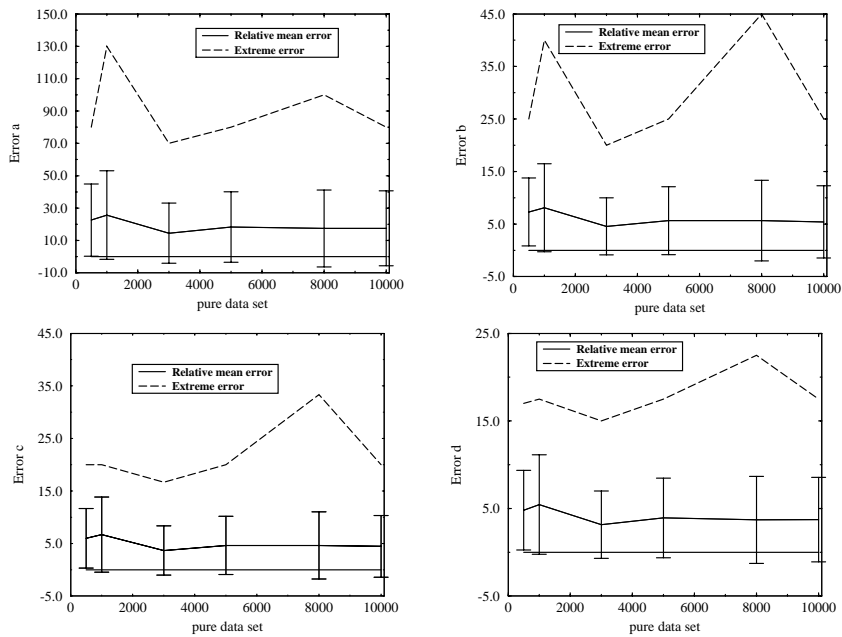 150.0
130.0
110.0
90.0
70.0
50.0
30.0
10.0
-10.0
Error a
Relative mean error
Extreme error
0 2000 4000 6000 8000 10000
pure data set
45.0
35.0
25.0
15.0
5.0
-5.0
Error b
Relative mean error
Extreme error
0 2000 4000 6000 8000 10000
pure data set
45.0
35.0
25.0
15.0
5.0
-5.0
Error c
Relative mean error
Extreme error
0 2000 4000 6000 8000 10000
pure data set
25.0
15.0
5.0
-5.0
Error d
Relative mean error
Extreme error
0 2000 4000 6000 8000 10000
pure data set